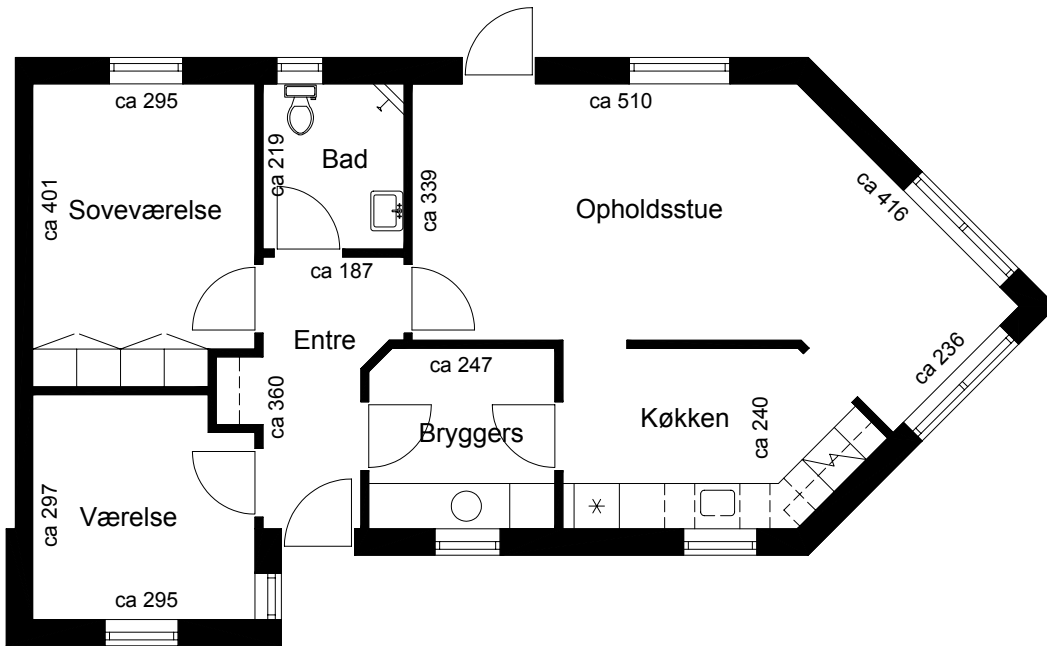 ca 295
ca 510
ca 219
Bad
ca 401
Soveværelse
ca 339
Opholdsstue
ca 416
ca 187
Entre
ca 247
ca 236
ca 360
Bryggers
Køkken
ca 240
ca 297
Værelse
ca 295